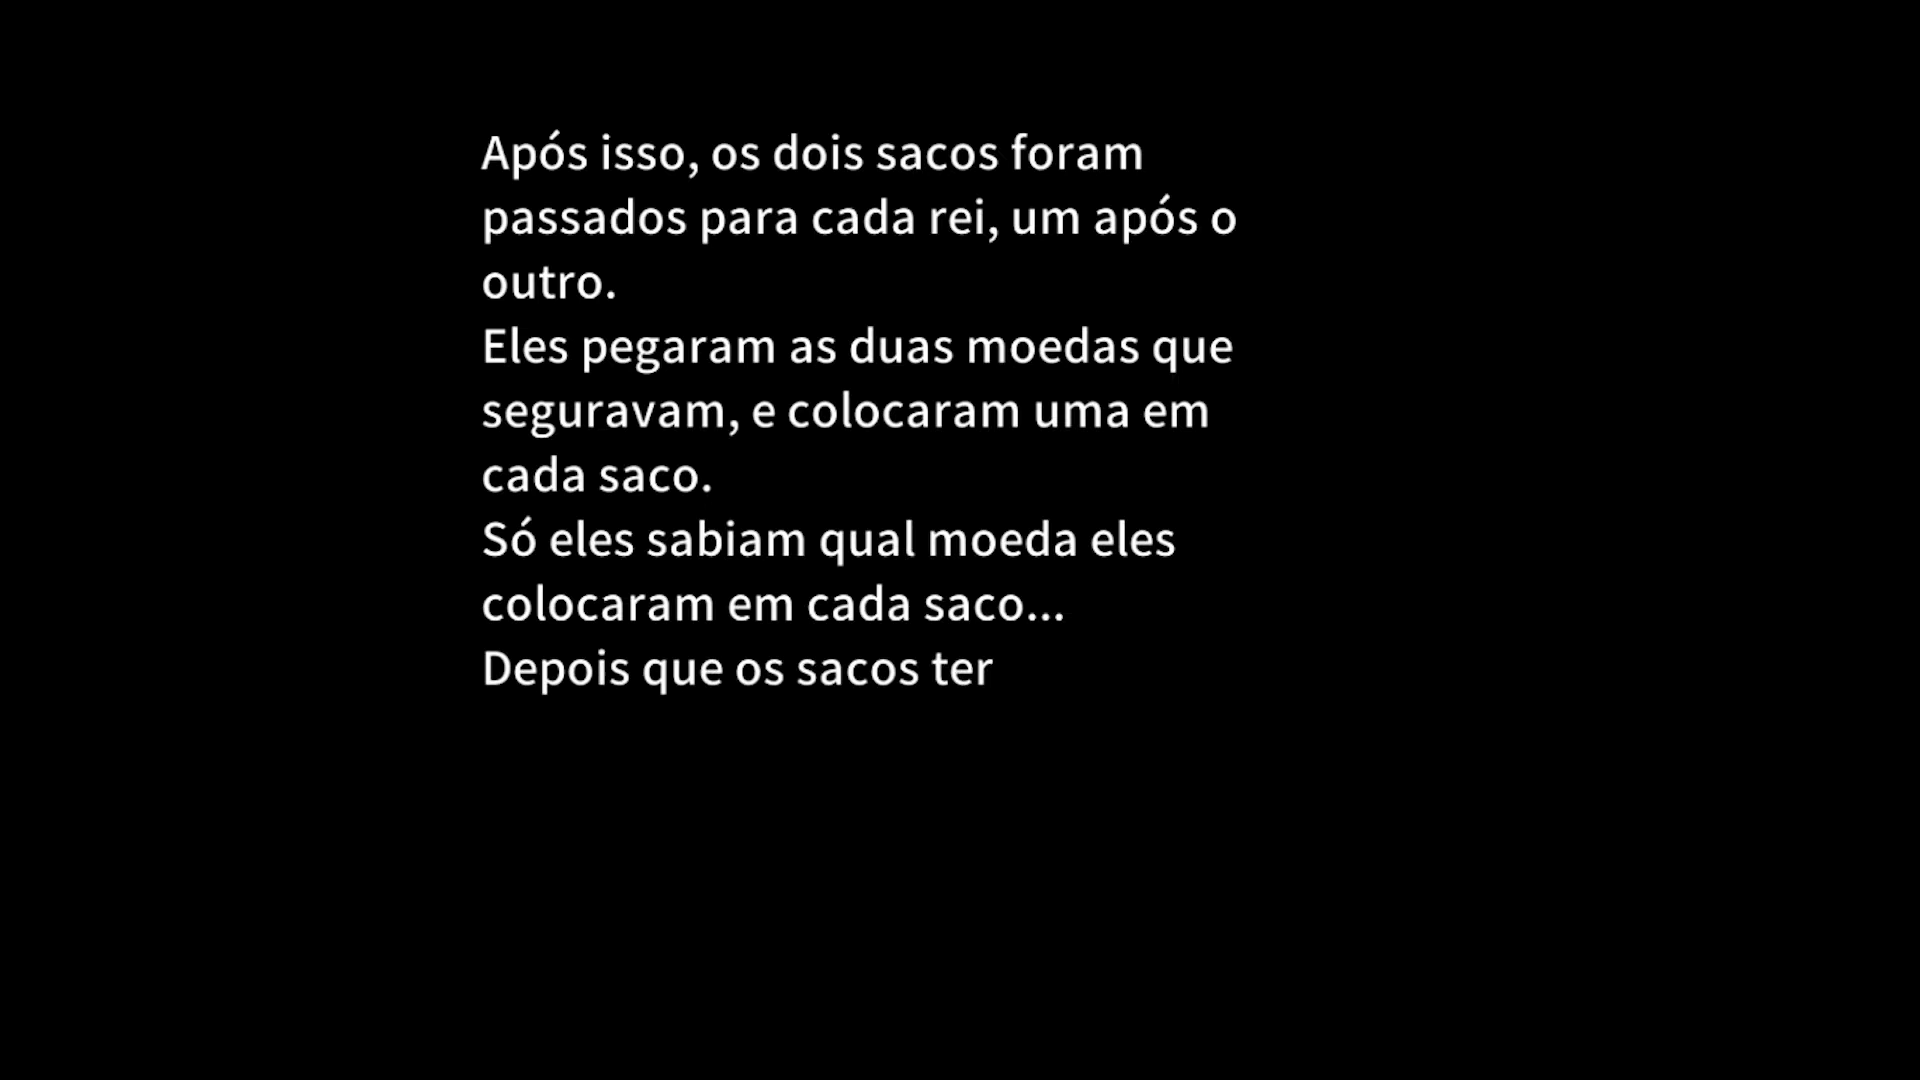 Após isso, os dois sacos foram
passados para cada rei, um após o
outro.
Eles pegaram as duas moedas que
seguravam, e colocaram uma em
cada saco.
Só eles sabiam qual moeda eles
colocaram em cada saco...
Depois que os sacos ter